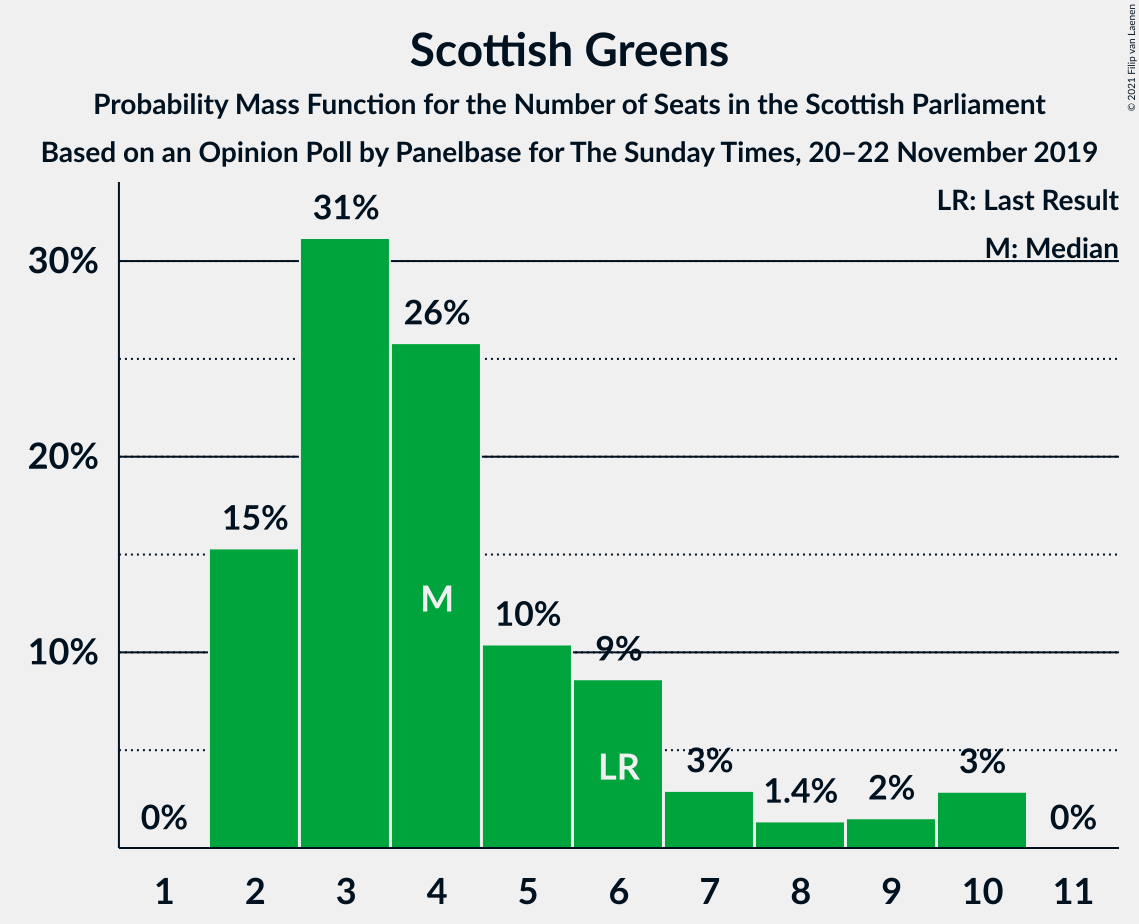 Scottish Greens
Probability Mass Function for the Number of Seats in the Scottish Parliament
Based on an Opinion Poll by Panelbase for The Sunday Times, 20–22 November 2019
© 2021 Filip van Laenen
LR: Last Result
M: Median
30%
20%
10%
0%
15%
31%
26%
10%
9%
3%
1.4%
2%
3%
0%
M
LR
1 2 3 4 5 6 7 8 9 10 11